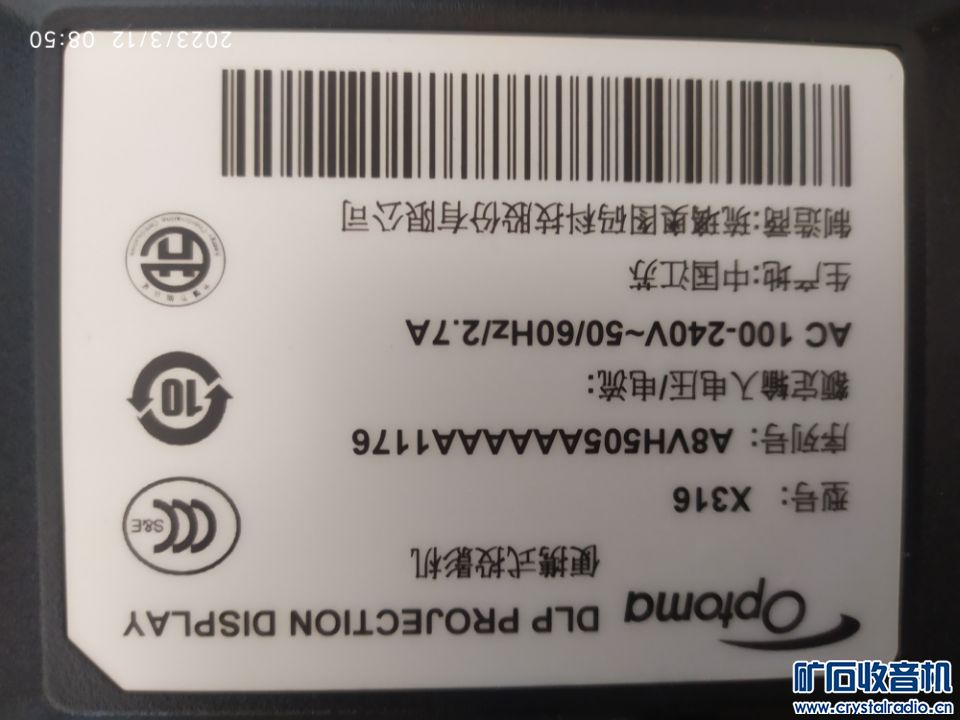 Optoma DLP PROJECTION DISPLAY
便携式投影机
型号: X316
序列号: A8VH505AAAAAA1176
额定输入电压/电流:
AC 100-240V~50/60Hz/2.7A
生产地:中国江苏
制造商:琉璃奥图码科技股份有限公司
S&E
10
2023/3/12 08:50
矿石收音机
www.crystalradio.cn